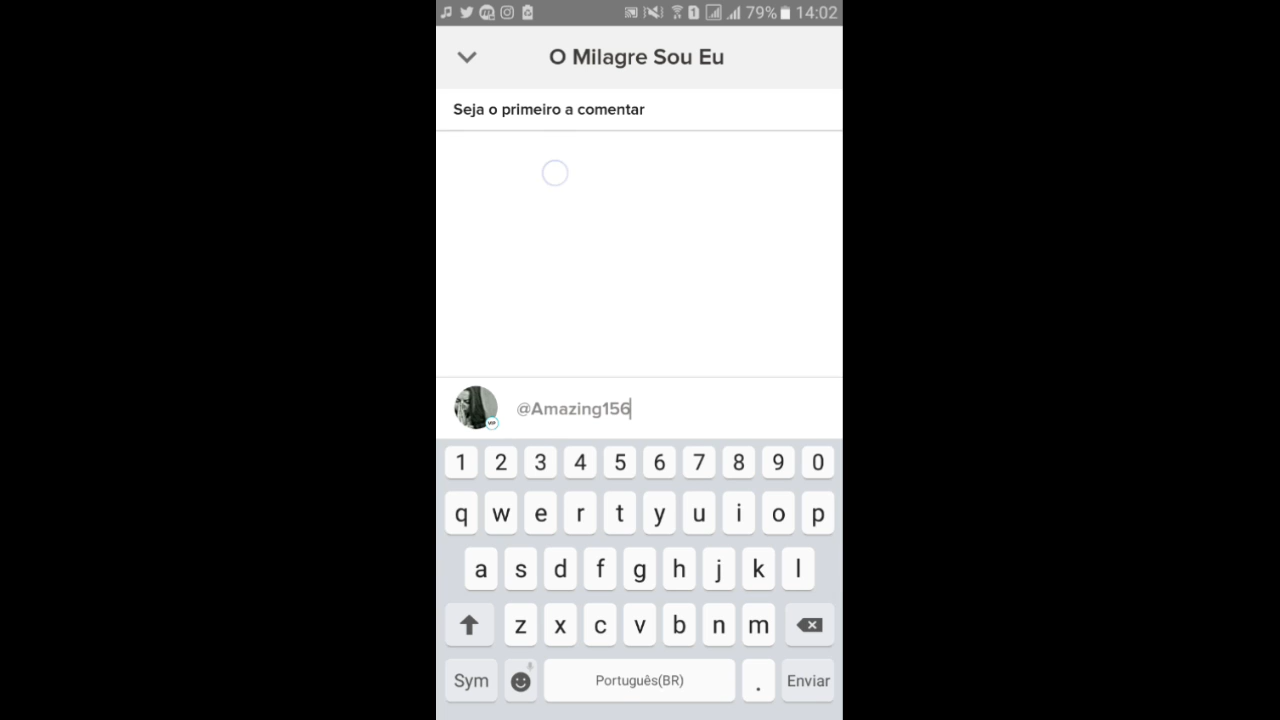 79% 14:02
O Milagre Sou Eu
Seja o primeiro a comentar
@Amazing156
1 2 3 4 5 6 7 8 9 0
q w e r t y u i o p
a s d f g h j k l
z x c v b n m
Sym Português(BR) . Enviar